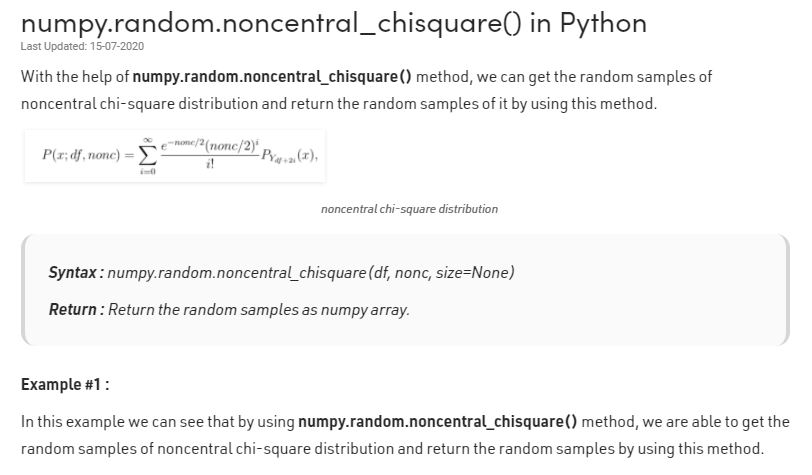 numpy.random.noncentral_chisquare() in Python
Last Updated: 15-07-2020
With the help of numpy.random.noncentral_chisquare() method, we can get the random samples of
noncentral chi-square distribution and return the random samples of it by using this method.
P(x; df, nonc) = ∑_{i=0}^{∞} \frac{e^{-nonc/2}(nonc/2)^i}{i!} P_{Y_{df+2i}}(x),
noncentral chi-square distribution
Syntax : numpy.random.noncentral_chisquare(df, nonc, size=None)
Return : Return the random samples as numpy array.
Example #1 :
In this example we can see that by using numpy.random.noncentral_chisquare() method, we are able to get the
random samples of noncentral chi-square distribution and return the random samples by using this method.